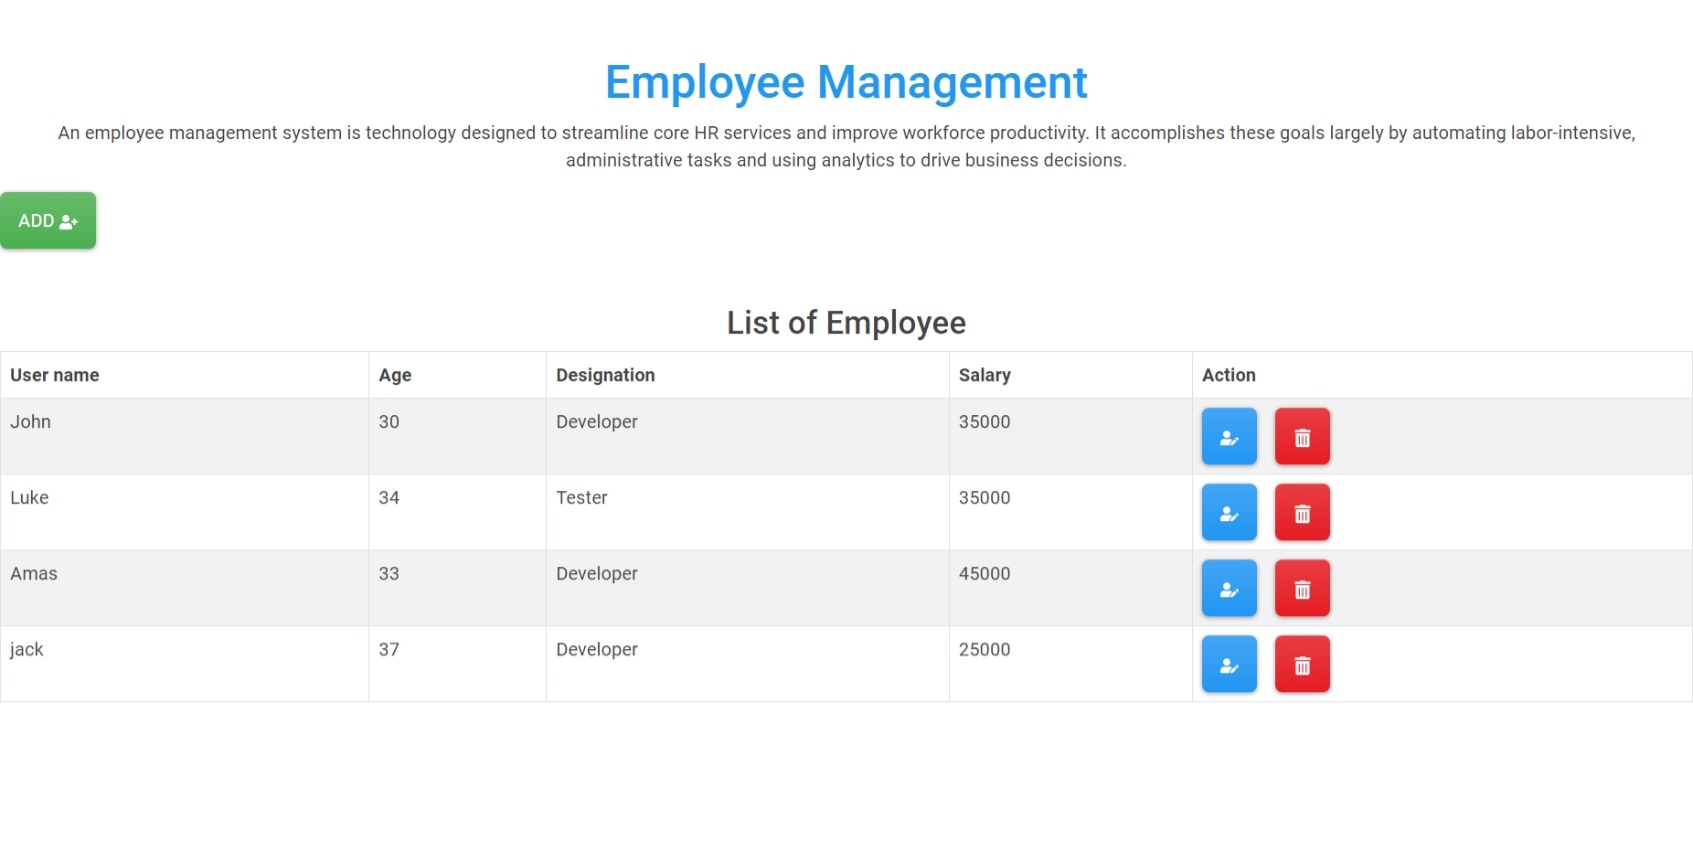 Employee Management
An employee management system is technology designed to streamline core HR services and improve workforce productivity. It accomplishes these goals largely by automating labor-intensive,
administrative tasks and using analytics to drive business decisions.
ADD
List of Employee
User name Age Designation Salary Action
John 30 Developer 35000
Luke 34 Tester 35000
Amas 33 Developer 45000
jack 37 Developer 25000